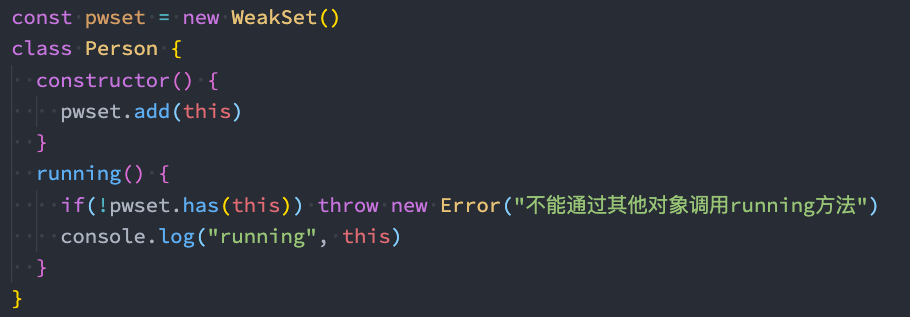 const pwset = new WeakSet()
class Person {
  constructor() {
    pwset.add(this)
  }
  running() {
    if(!pwset.has(this)) throw new Error("不能通过其他对象调用running方法")
    console.log("running", this)
  }
}